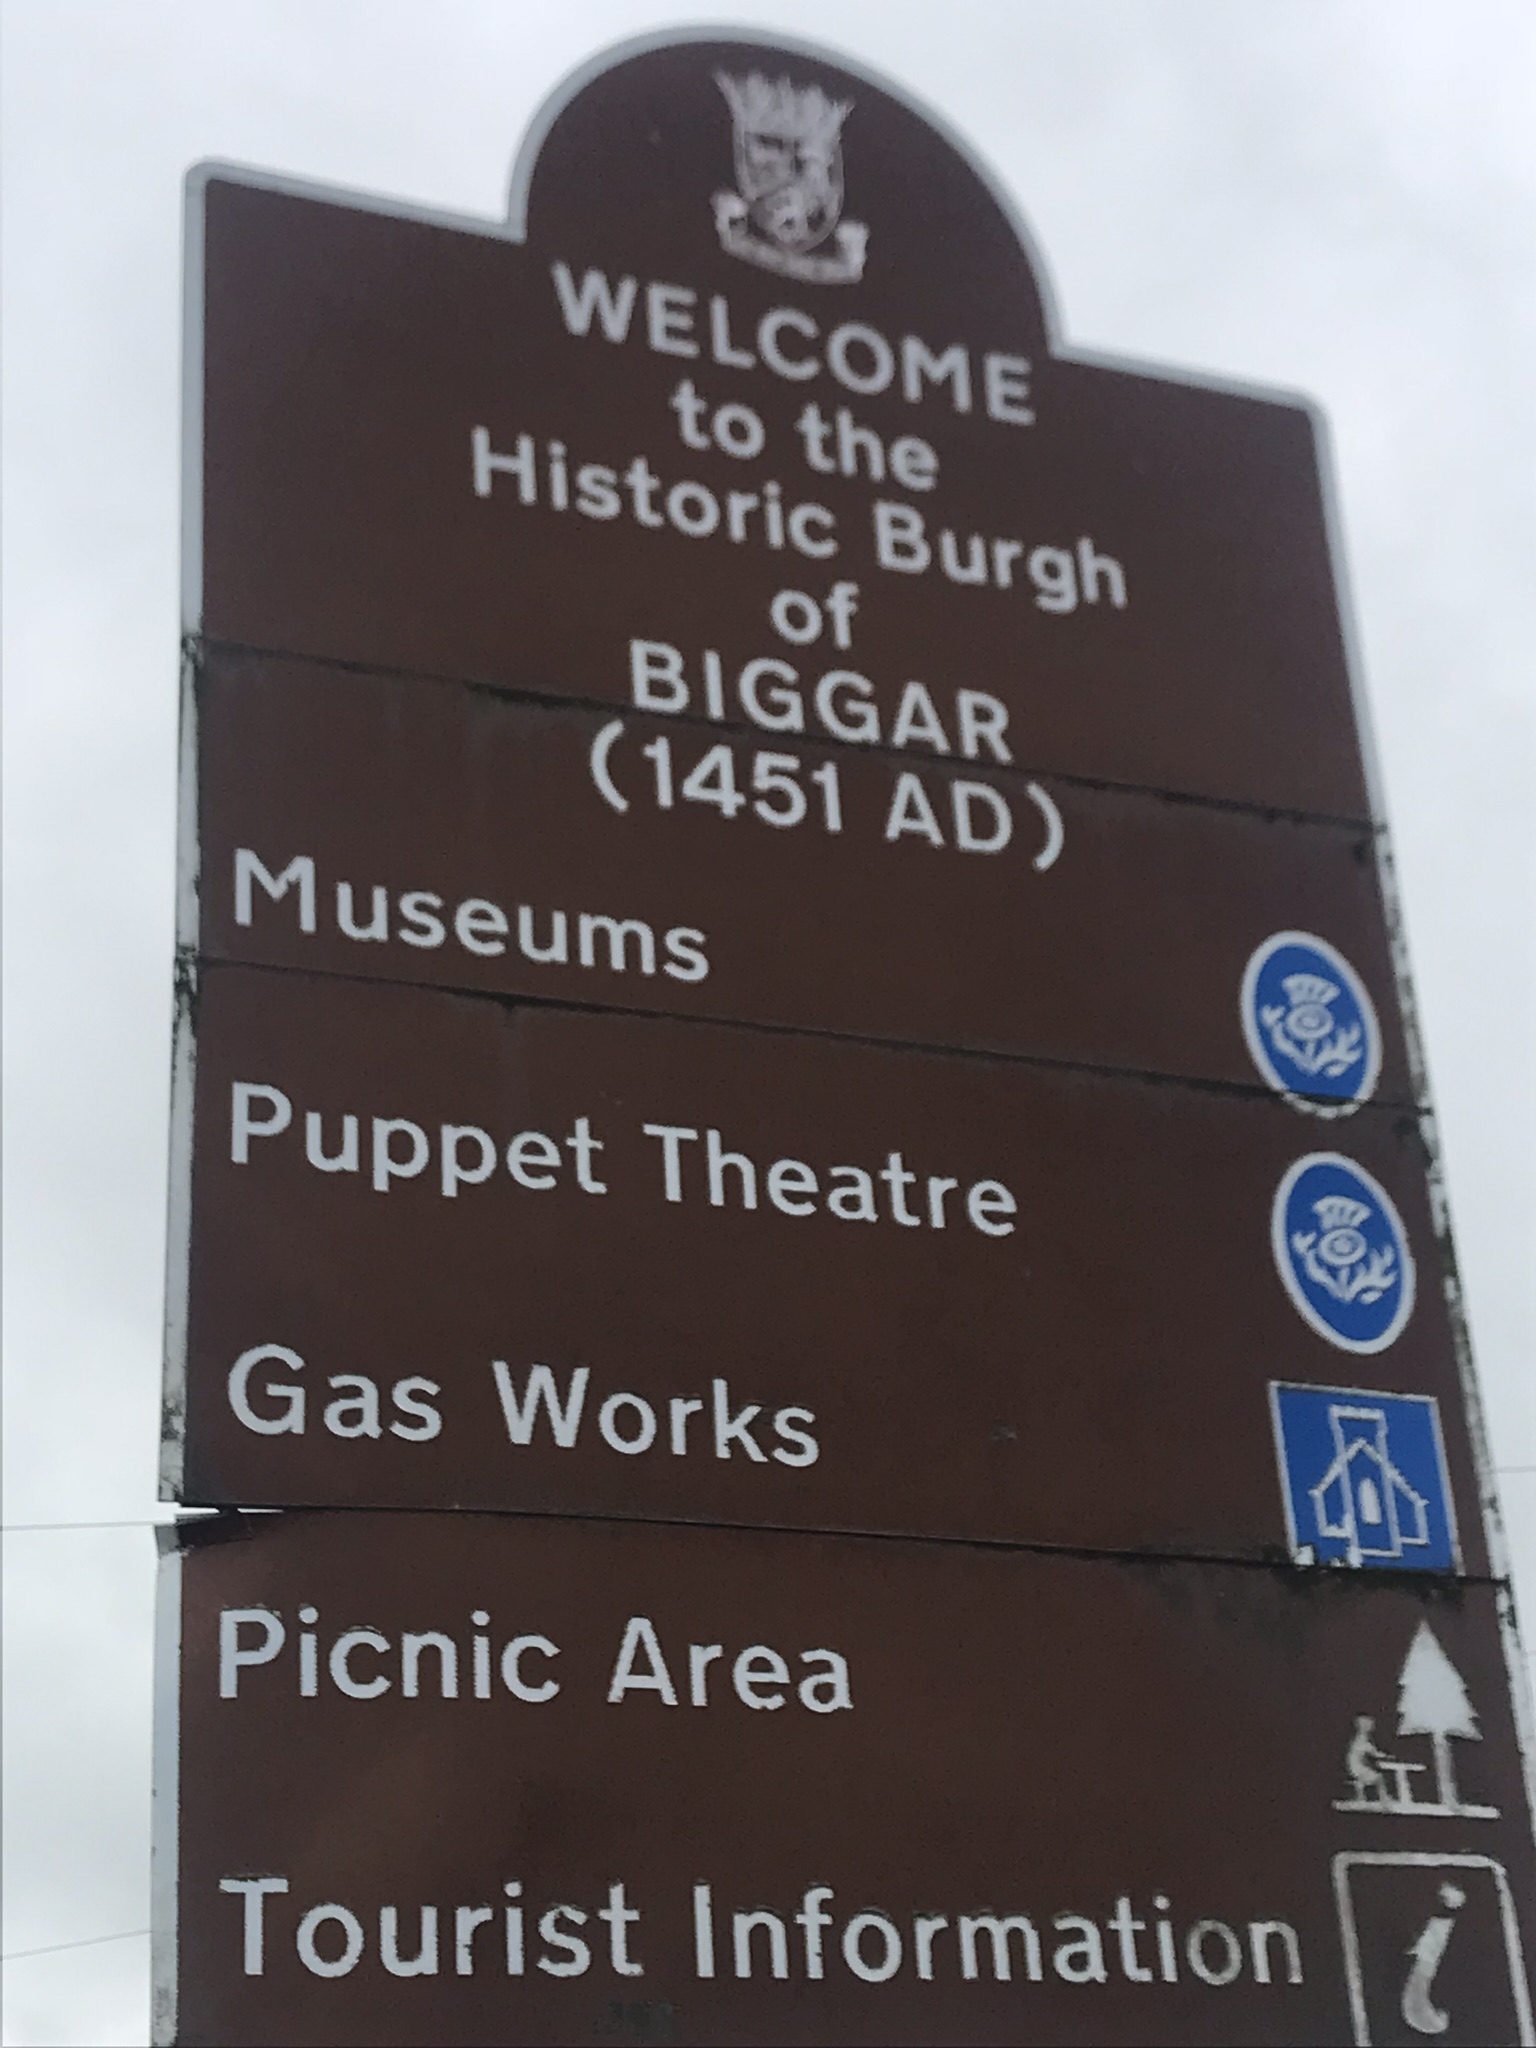 WELCOME
to the
Historic Burgh
of
BIGGAR
(1451 AD)
Museums
Puppet Theatre
Gas Works
Picnic Area
Tourist Information
i